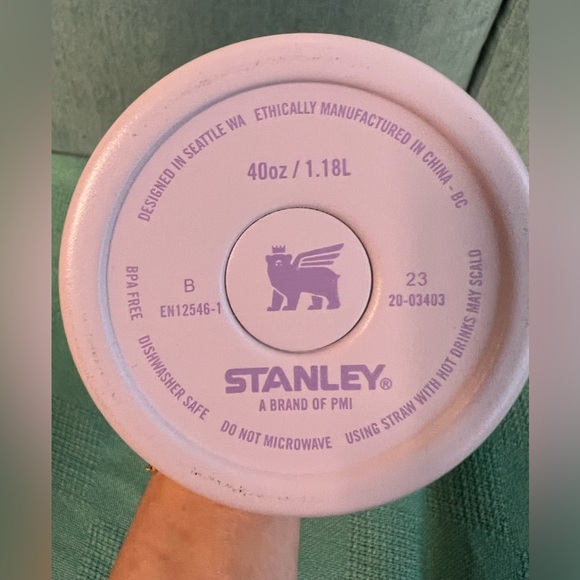 DESIGNED IN SEATTLE WA ETHICALLY MANUFACTURED IN CHINA - BC
40oz / 1.18L
B
EN12546-1
23
20-03403
STANLEY®
A BRAND OF PMI
BPA FREE DISHWASHER SAFE DO NOT MICROWAVE USING STRAW WITH HOT DRINKS MAY SCALD